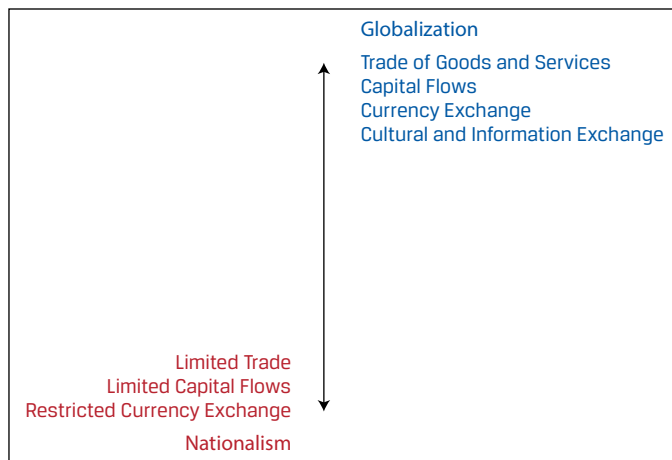 Globalization
Trade of Goods and Services
Capital Flows
Currency Exchange
Cultural and Information Exchange
Limited Trade
Limited Capital Flows
Restricted Currency Exchange
Nationalism